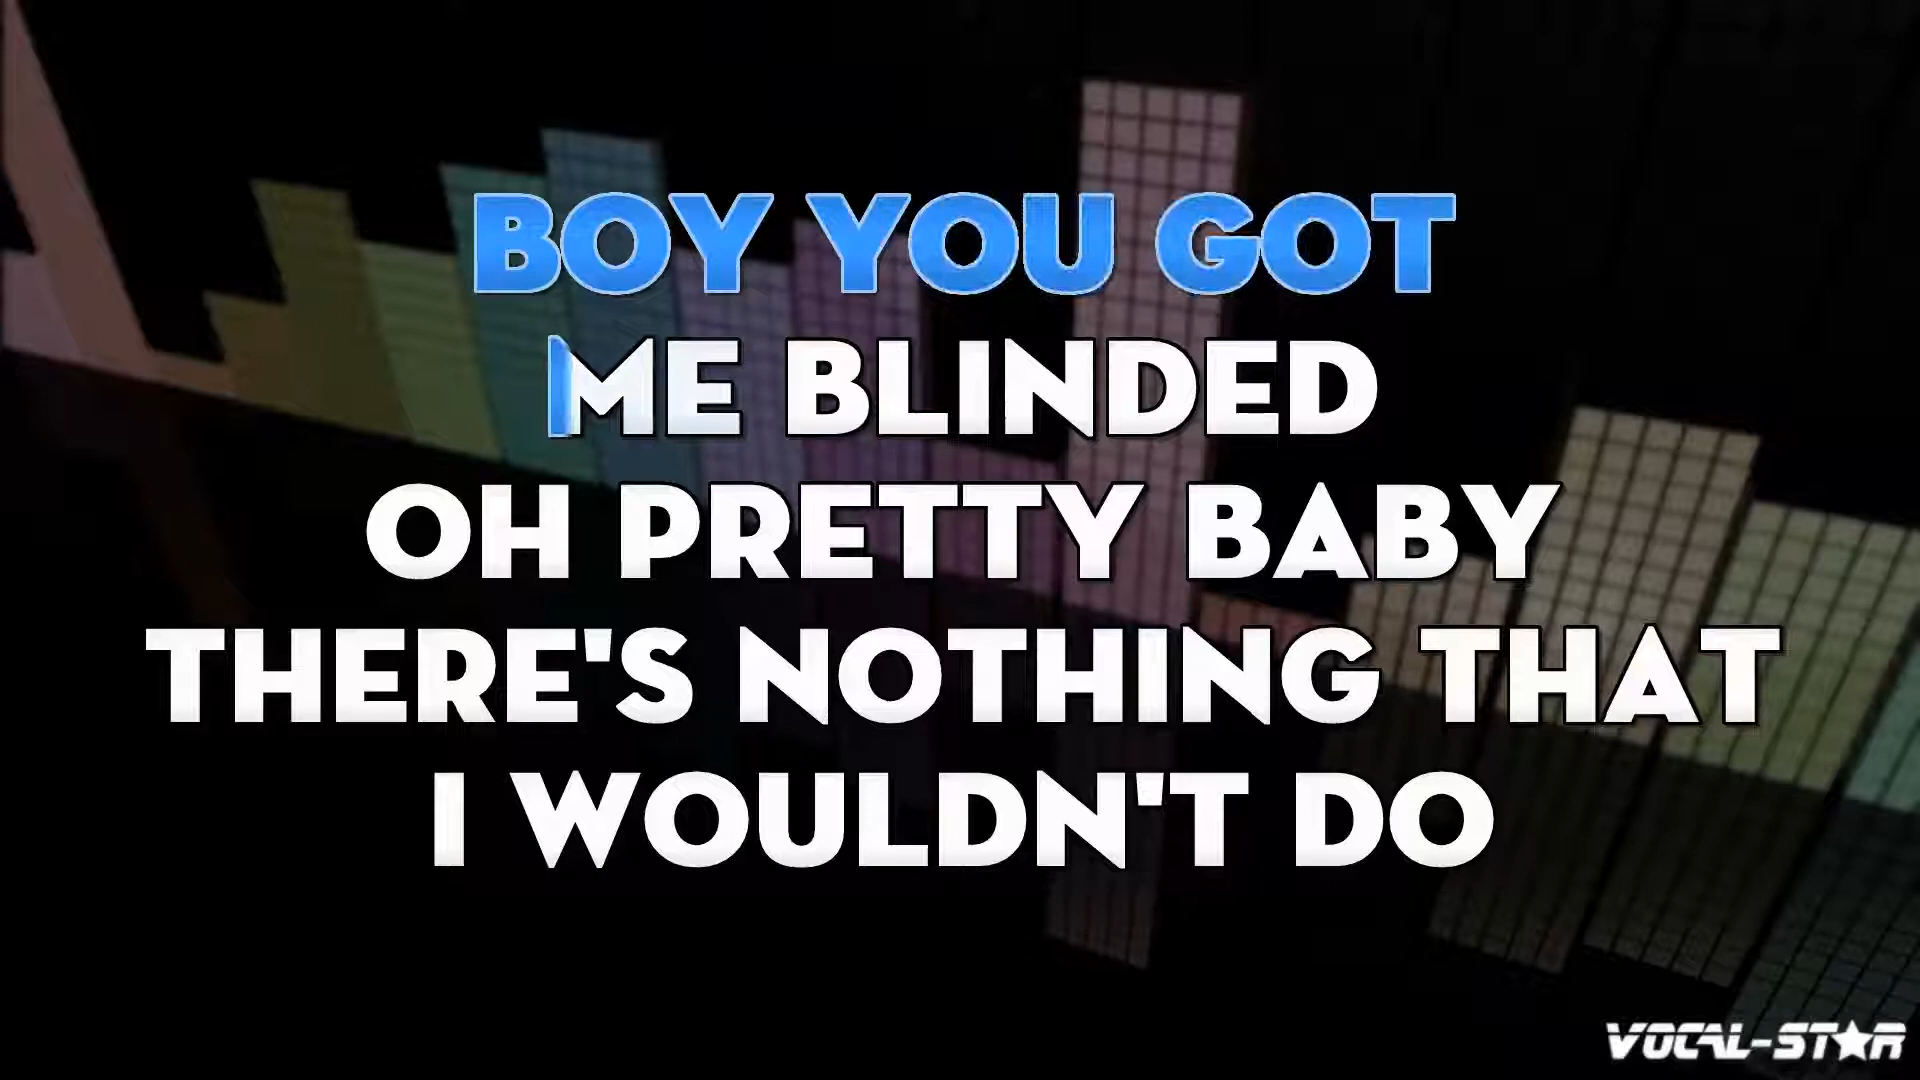 BOY YOU GOT
ME BLINDED
OH PRETTY BABY
THERE'S NOTHING THAT
I WOULDN'T DO
VOCAL-STAR